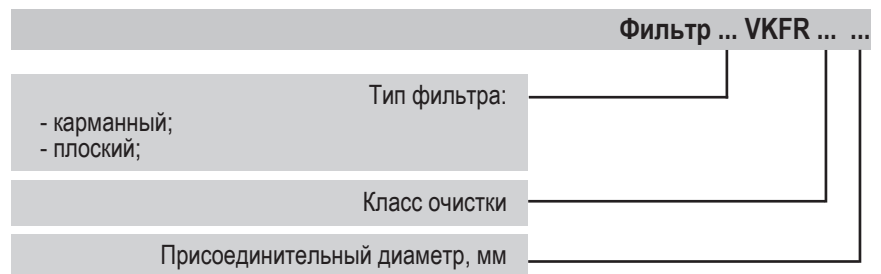 Фильтр ... VKFR ... ...
Тип фильтра:
- карманный;
- плоский;
Класс очистки
Присоединительный диаметр, мм